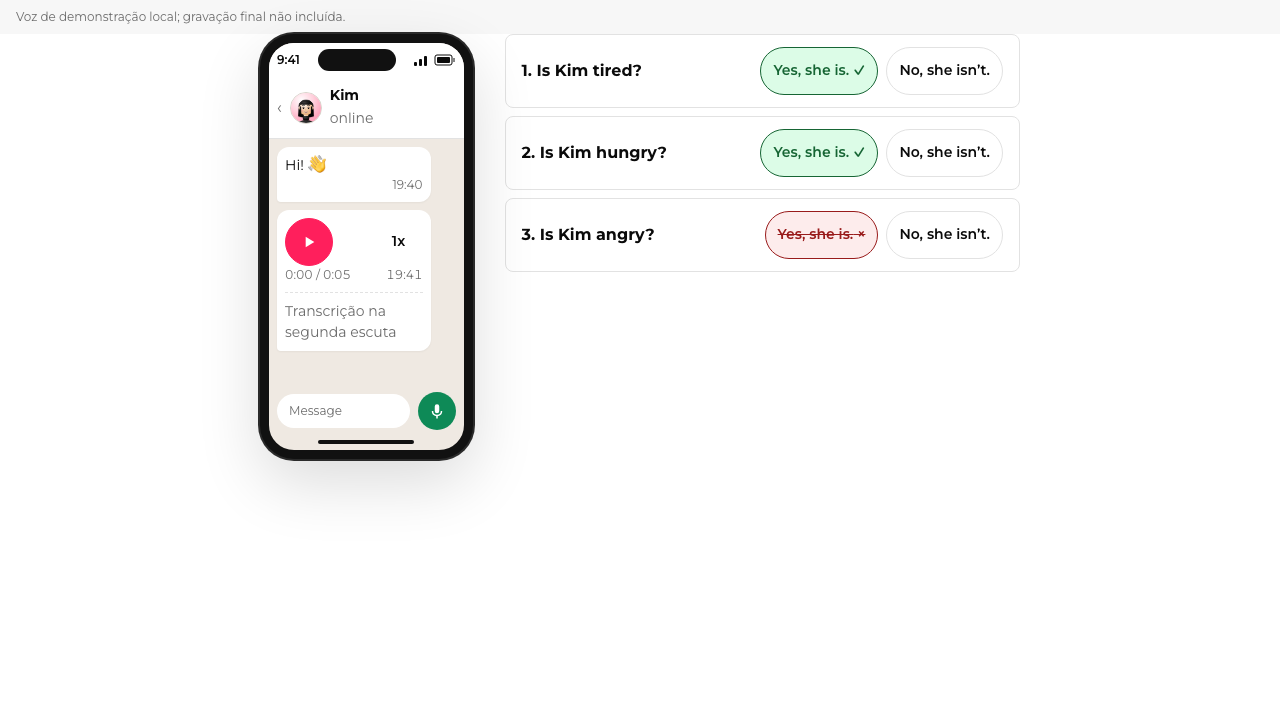 Voz de demonstração local; gravação final não incluída.
9:41
‹
Kim
online
Hi! 👋
19:40
1x
0:00 / 0:05 19:41
Transcrição na
segunda escuta
Message
1. Is Kim tired? Yes, she is. ✓ No, she isn’t.
2. Is Kim hungry? Yes, she is. ✓ No, she isn’t.
3. Is Kim angry? Yes, she is. × No, she isn’t.